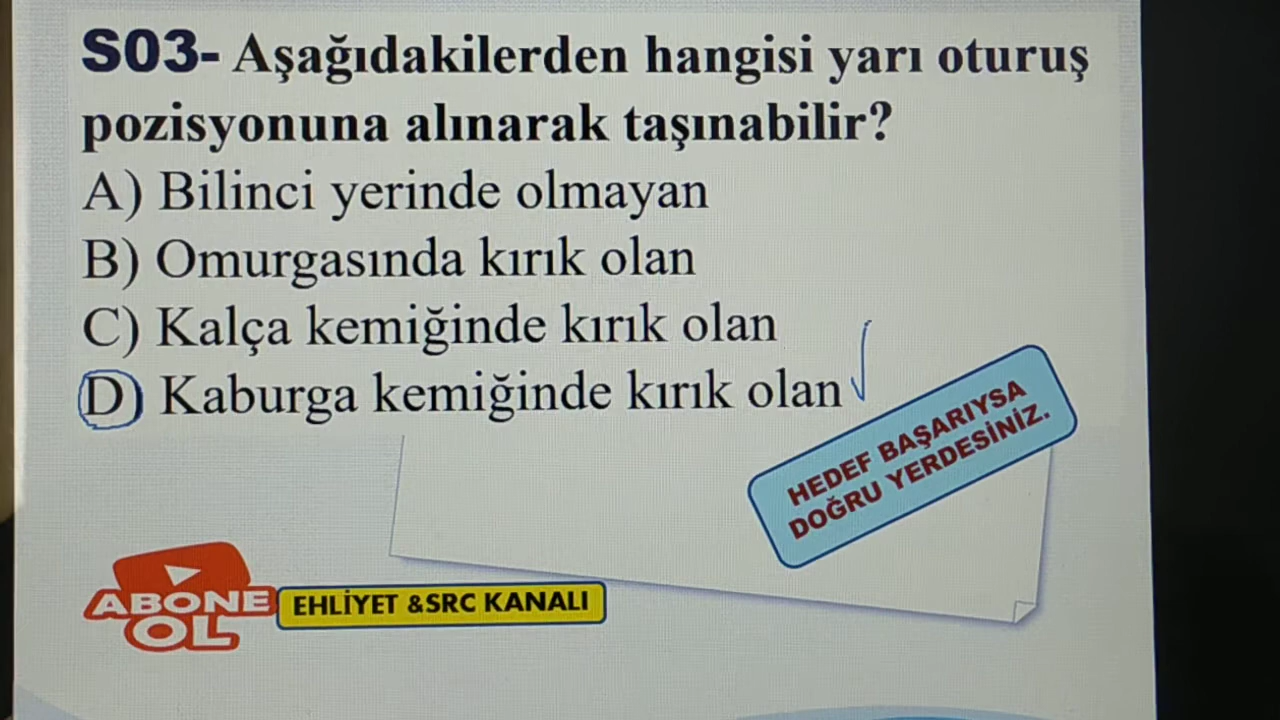 S03- Aşağıdakilerden hangisi yarı oturuş
pozisyonuna alınarak taşınabilir?
A) Bilinci yerinde olmayan
B) Omurgasında kırık olan
C) Kalça kemiğinde kırık olan
D) Kaburga kemiğinde kırık olan
HEDEF BAŞARIYSA
DOĞRU YERDESİNİZ.
ABONE
OL
EHLİYET &SRC KANALI